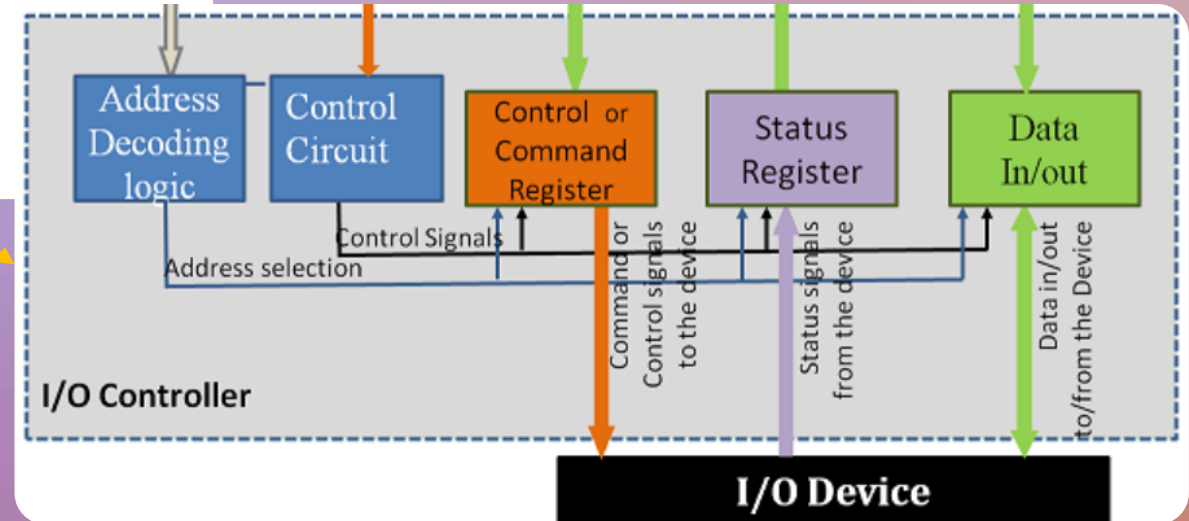 Address
Decoding
logic
Control
Circuit
Control or
Command
Register
Status
Register
Data
In/out
Control Signals
Address selection
Command or
Control signals
to the device
Status signals
from the device
Data in/out
to/from the Device
I/O Controller
I/O Device